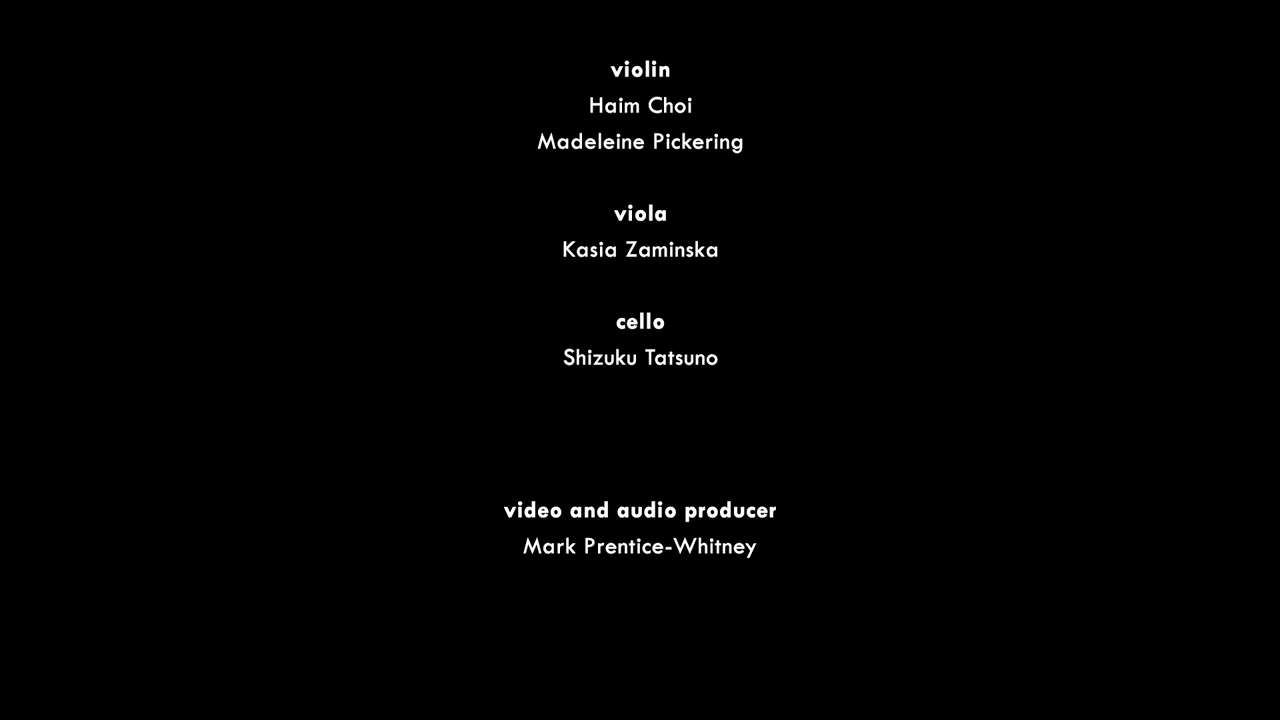 violin
Haim Choi
Madeleine Pickering
viola
Kasia Zaminska
cello
Shizuku Tatsuno
video and audio producer
Mark Prentice-Whitney